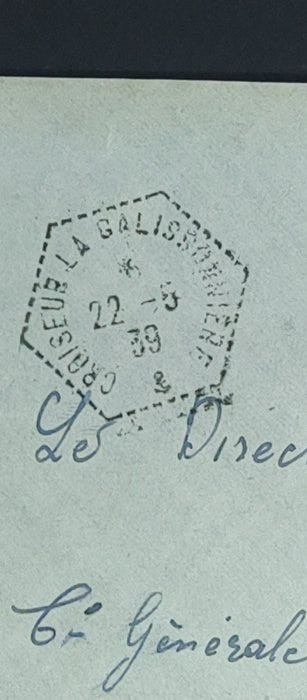 CROISEUR LA GALISSONNIÈRE
*
22 -5
39
Le Direc
Cie Générale